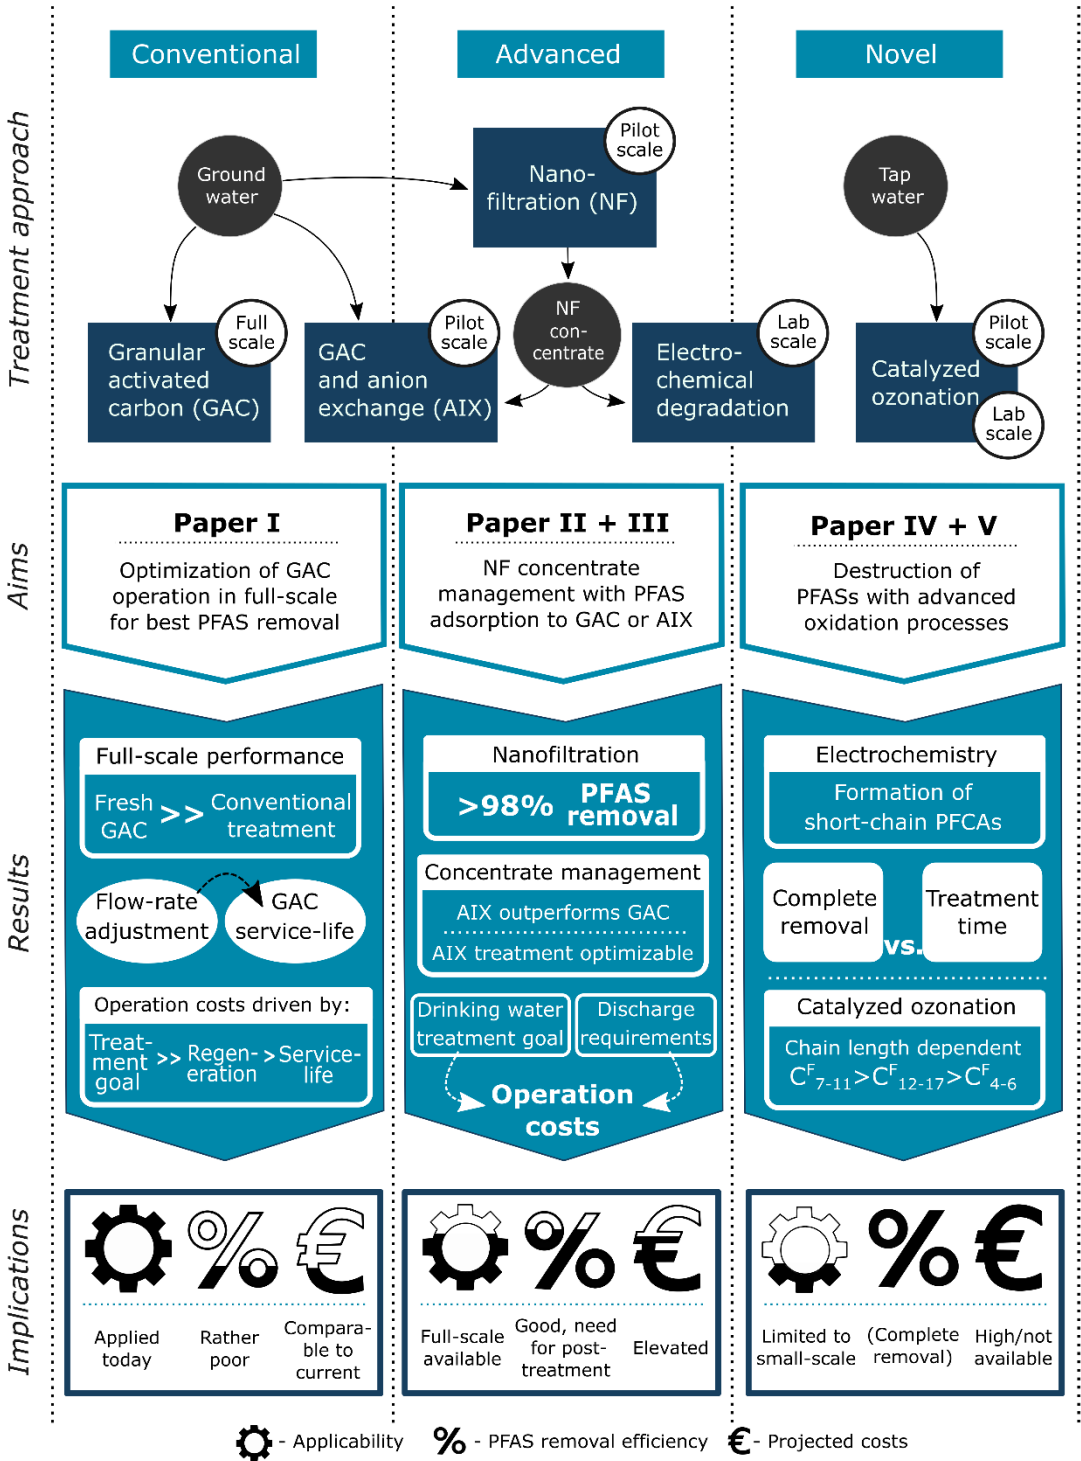 Conventional
Advanced
Novel
Treatment approach
Ground
water
Pilot
scale
Nano-
filtration (NF)
Tap
water
Full
scale
Granular
activated
carbon (GAC)
Pilot
scale
GAC
and anion
exchange (AIX)
NF
con-
centrate
Lab
scale
Electro-
chemical
degradation
Pilot
scale
Catalyzed
ozonation
Lab
scale
Aims
Paper I
Optimization of GAC
operation in full-scale
for best PFAS removal
Paper II + III
NF concentrate
management with PFAS
adsorption to GAC or AIX
Paper IV + V
Destruction of
PFASs with advanced
oxidation processes
Results
Full-scale performance
Fresh
GAC
>>
Conventional
treatment
Flow-rate
adjustment
GAC
service-life
Operation costs driven by:
Treat-
ment
goal
>>
Regen-
eration
>
Service-
life
Nanofiltration
>98%
PFAS
removal
Concentrate management
AIX outperforms GAC
AIX treatment optimizable
Drinking water
treatment goal
Discharge
requirements
Operation
costs
Electrochemistry
Formation of
short-chain PFCAs
Complete
removal
vs.
Treatment
time
Catalyzed ozonation
Chain length dependent
C^F_7-11>C^F_12-17>C^F_4-6
Implications
% €
Applied
today
Rather
poor
Compara-
ble to
current
% €
Full-scale
available
Good, need
for post-
treatment
Elevated
% €
Limited to
small-scale
(Complete
removal)
High/not
available
- Applicability
% - PFAS removal efficiency
€ - Projected costs